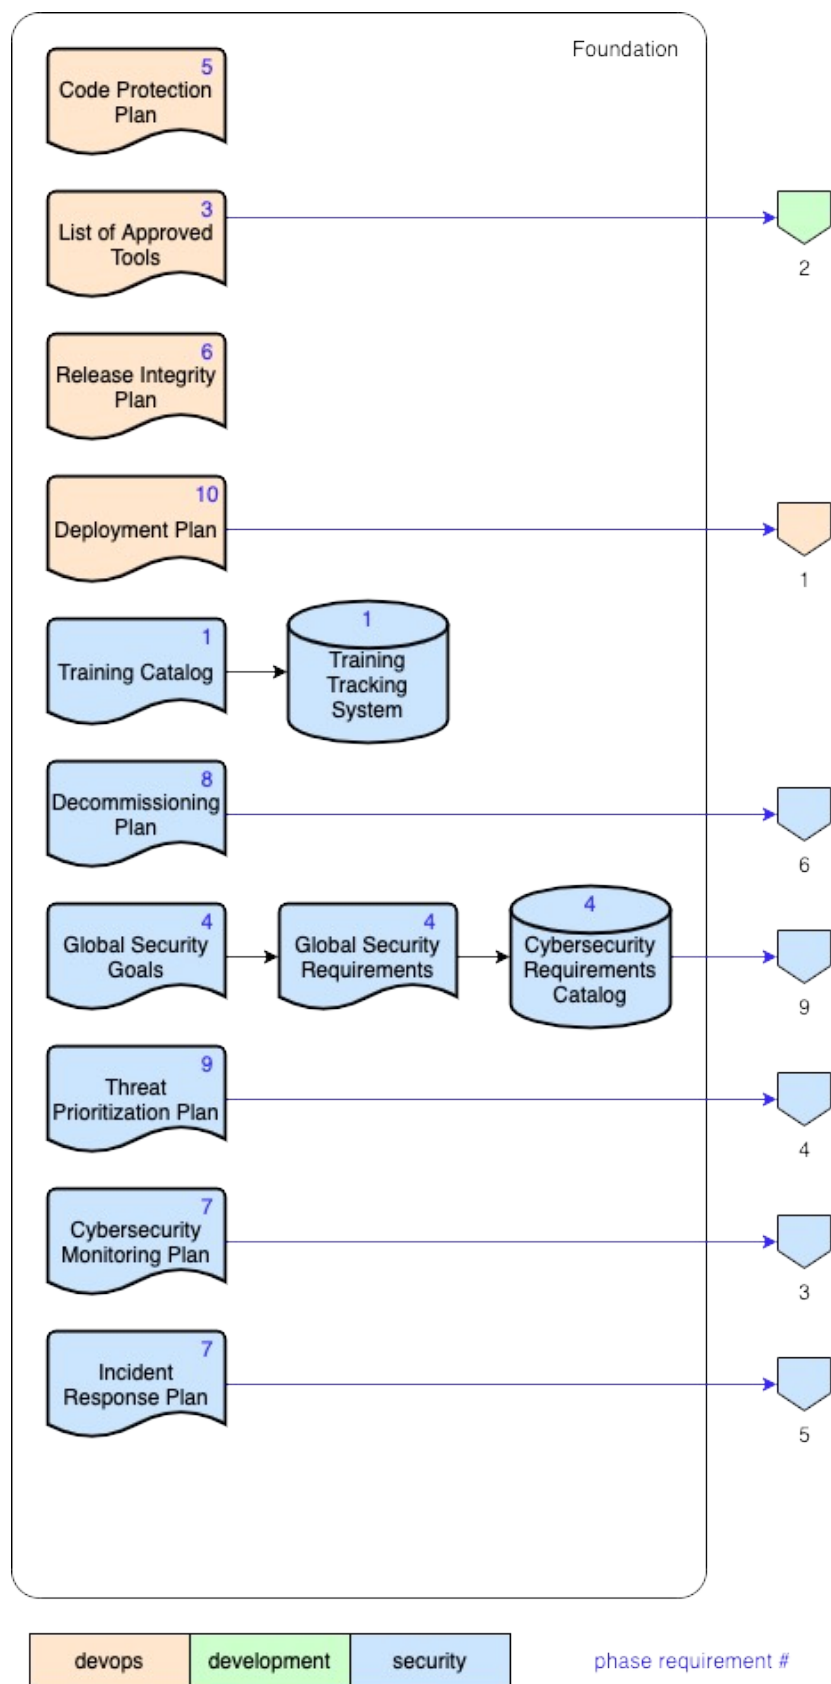 Foundation
5
Code Protection
Plan
3
List of Approved
Tools
2
6
Release Integrity
Plan
10
Deployment Plan
1
1
Training Catalog
1
Training
Tracking
System
8
Decommissioning
Plan
6
4
Global Security
Goals
4
Global Security
Requirements
4
Cybersecurity
Requirements
Catalog
9
9
Threat
Prioritization Plan
4
7
Cybersecurity
Monitoring Plan
3
7
Incident
Response Plan
5
devops
development
security
phase requirement #